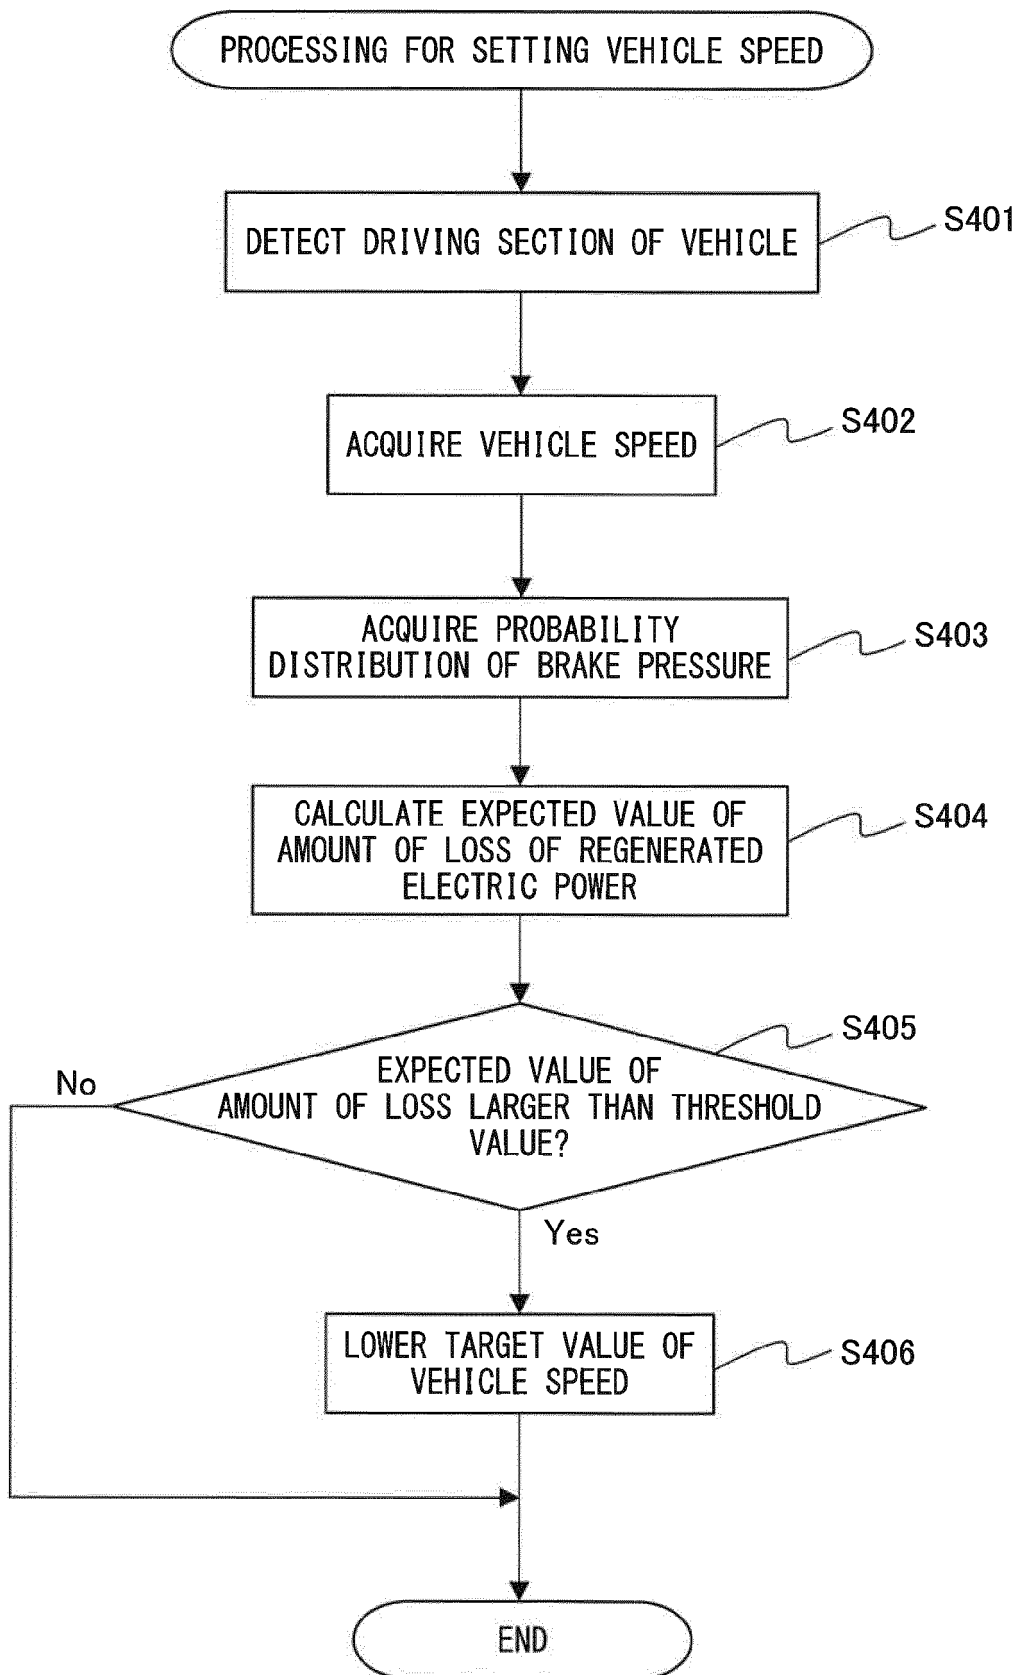 PROCESSING FOR SETTING VEHICLE SPEED
DETECT DRIVING SECTION OF VEHICLE
S401
ACQUIRE VEHICLE SPEED
S402
ACQUIRE PROBABILITY
DISTRIBUTION OF BRAKE PRESSURE
S403
CALCULATE EXPECTED VALUE OF
AMOUNT OF LOSS OF REGENERATED
ELECTRIC POWER
S404
EXPECTED VALUE OF
AMOUNT OF LOSS LARGER THAN THRESHOLD
VALUE?
S405
No
Yes
LOWER TARGET VALUE OF
VEHICLE SPEED
S406
END